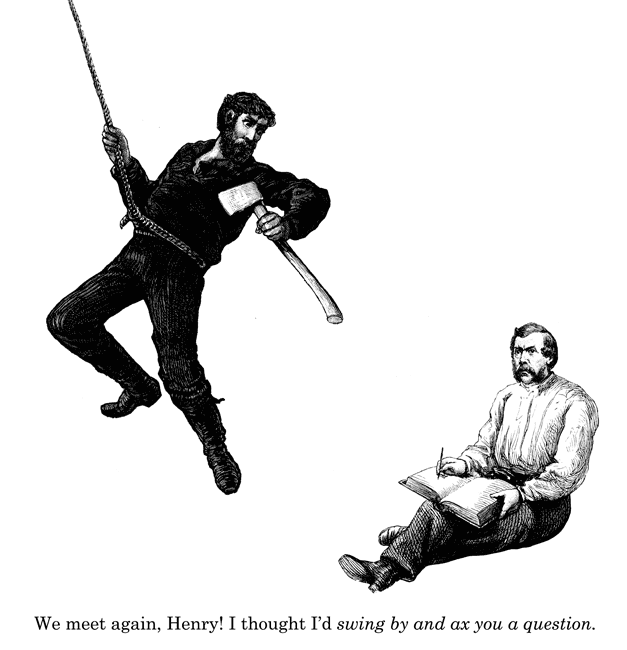 We meet again, Henry! I thought I’d swing by and ax you a question.